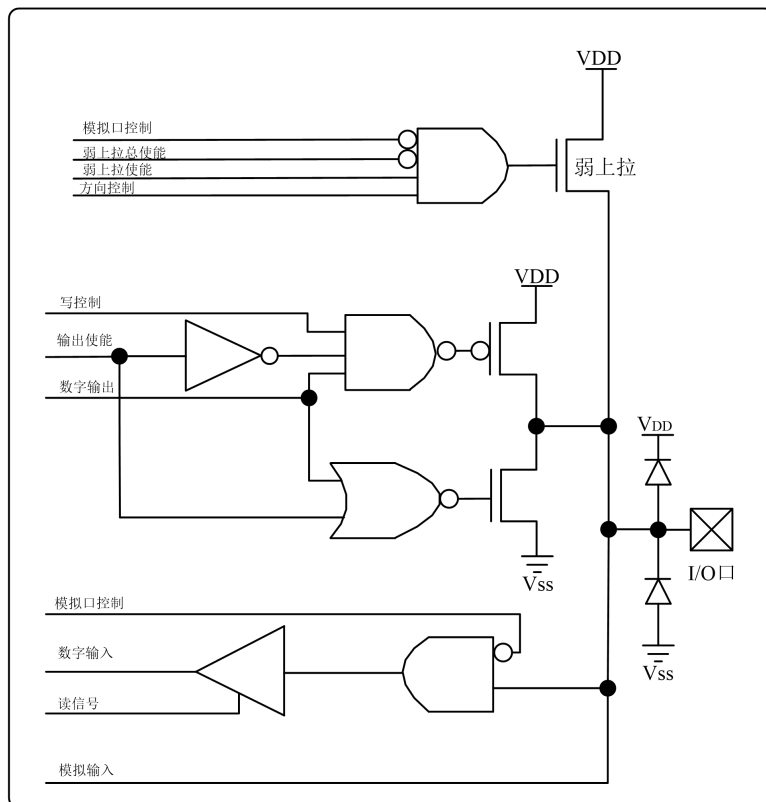 VDD
模拟口控制
弱上拉总使能
弱上拉使能
方向控制
弱上拉
VDD
写控制
输出使能
数字输出
VDD
I/O口
Vss
模拟口控制
数字输入
Vss
读信号
模拟输入